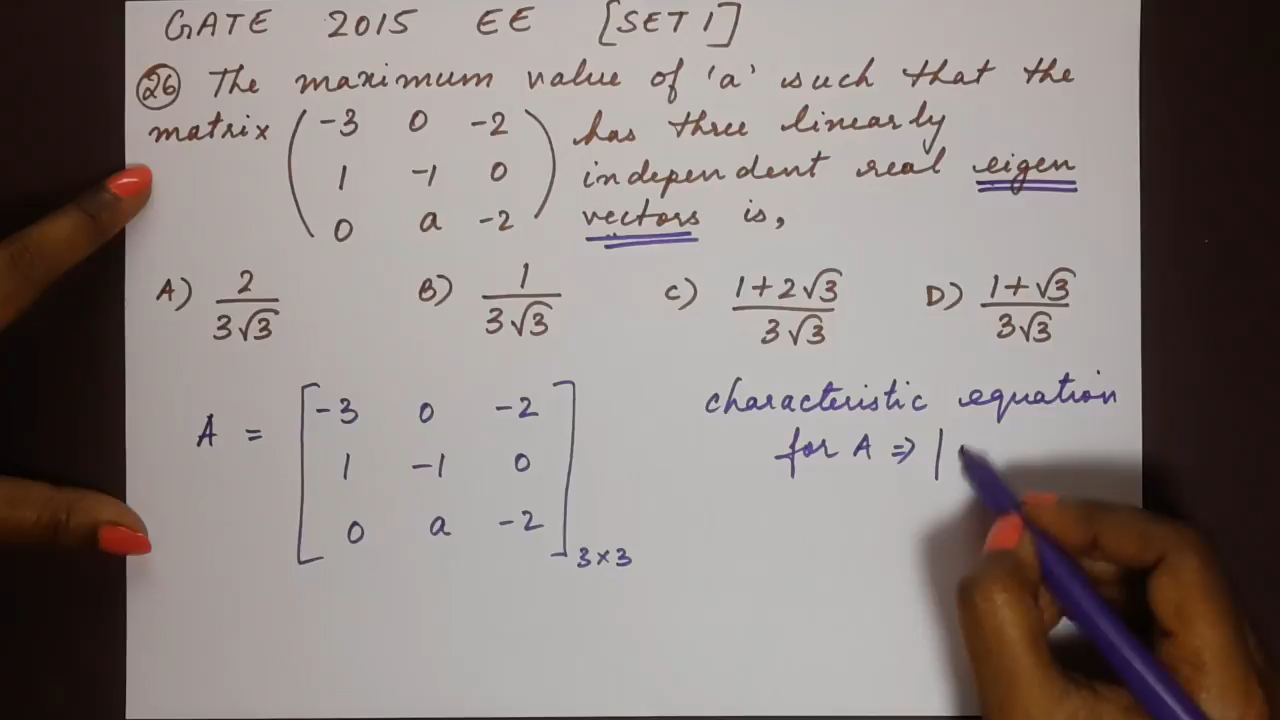 GATE 2015 EE [SET 1]
26 The maximum value of 'a' such that the
matrix ( -3 0 -2 ) has three linearly
1 -1 0 independent real eigen
0 a -2 vectors is,
A) 2/3√3 B) 1/3√3 C) 1+2√3/3√3 D) 1+√3/3√3
A = [ -3 0 -2 ]
1 -1 0
0 a -2
3×3
characteristic equation
for A ⇒ |